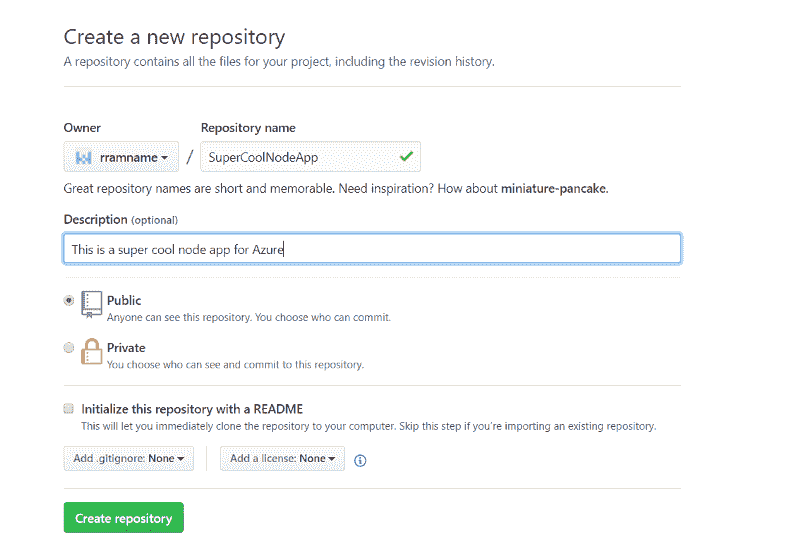 Create a new repository
A repository contains all the files for your project, including the revision history.
Owner Repository name
rramname / SuperCoolNodeApp
Great repository names are short and memorable. Need inspiration? How about miniature-pancake.
Description (optional)
This is a super cool node app for Azure
Public
Anyone can see this repository. You choose who can commit.
Private
You choose who can see and commit to this repository.
Initialize this repository with a README
This will let you immediately clone the repository to your computer. Skip this step if you're importing an existing repository.
Add .gitignore: None Add a license: None
Create repository